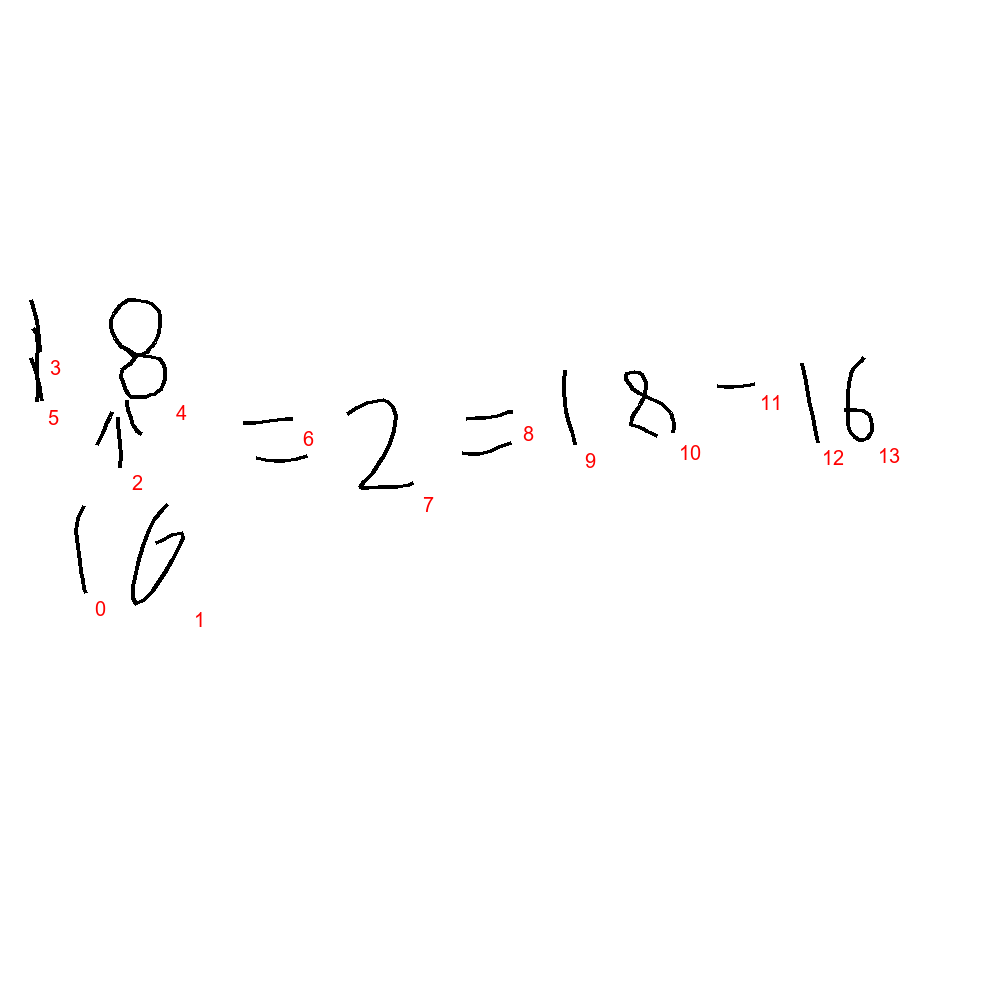 18
↑ = 2 = 18 - 16
16